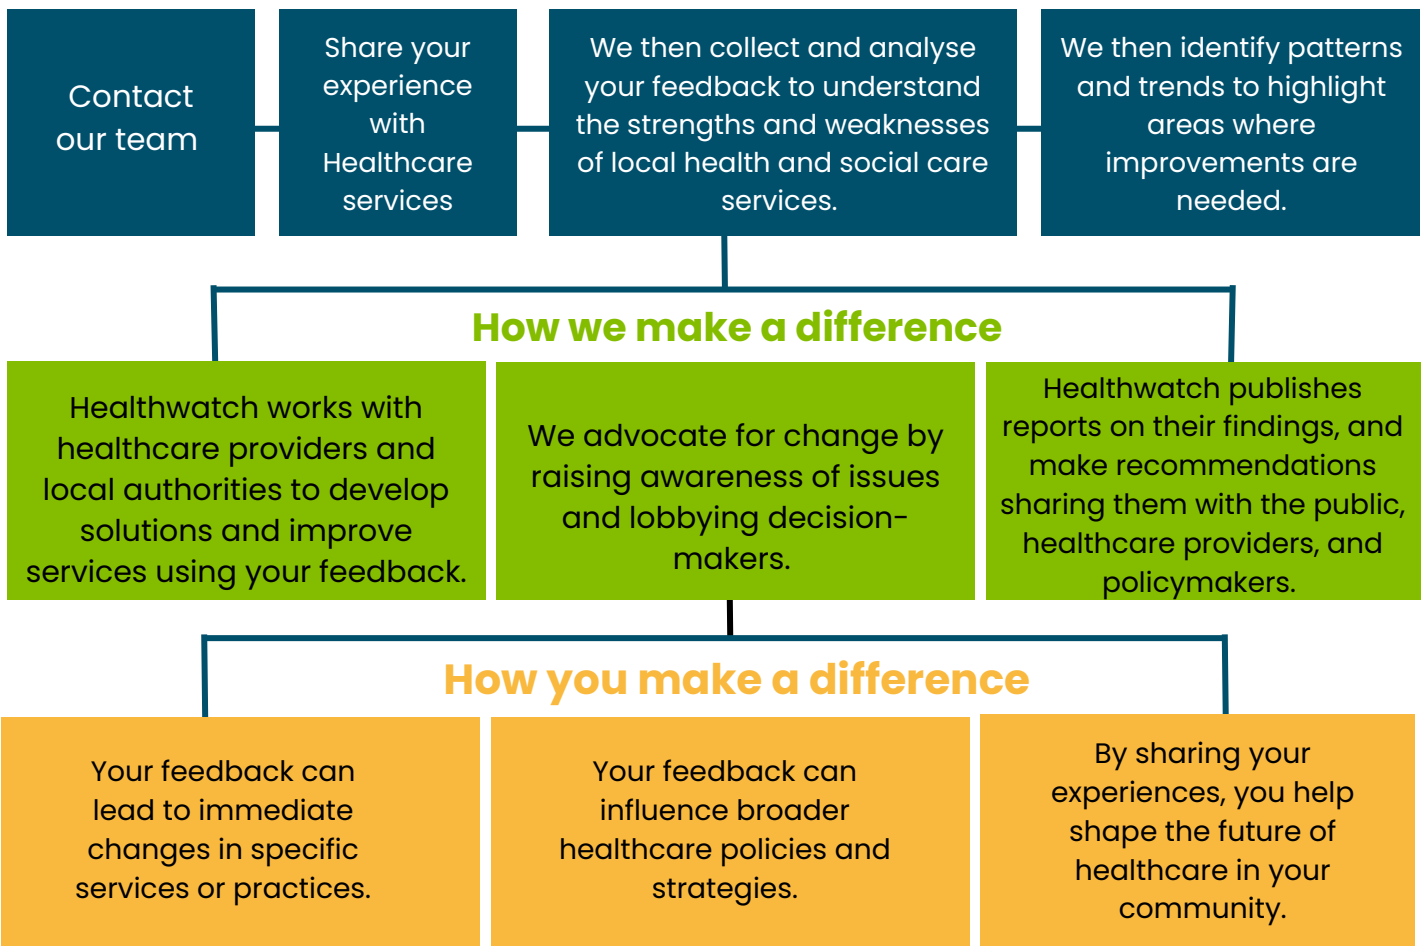 Contact
our team
Share your
experience
with
Healthcare
services
We then collect and analyse
your feedback to understand
the strengths and weaknesses
of local health and social care
services.
We then identify patterns
and trends to highlight
areas where
improvements are
needed.
How we make a difference
Healthwatch works with
healthcare providers and
local authorities to develop
solutions and improve
services using your feedback.
We advocate for change by
raising awareness of issues
and lobbying decision-
makers.
Healthwatch publishes
reports on their findings, and
make recommendations
sharing them with the public,
healthcare providers, and
policymakers.
How you make a difference
Your feedback can
lead to immediate
changes in specific
services or practices.
Your feedback can
influence broader
healthcare policies and
strategies.
By sharing your
experiences, you help
shape the future of
healthcare in your
community.